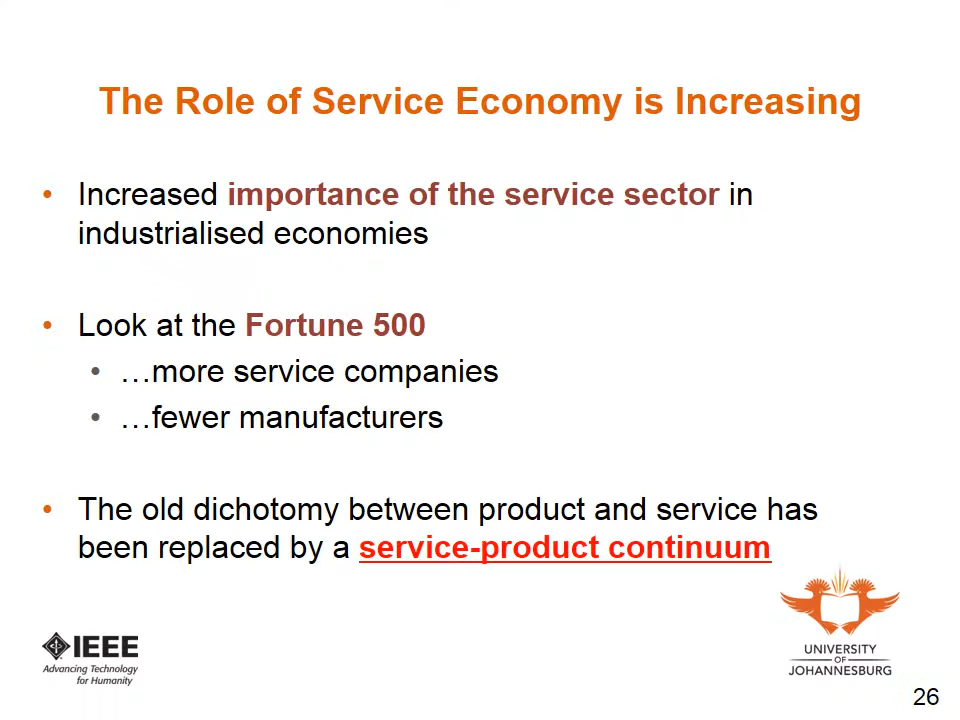 The Role of Service Economy is Increasing
• Increased importance of the service sector in
industrialised economies
• Look at the Fortune 500
• …more service companies
• …fewer manufacturers
• The old dichotomy between product and service has
been replaced by a service-product continuum
IEEE
Advancing Technology
for Humanity
UNIVERSITY
OF
JOHANNESBURG
26